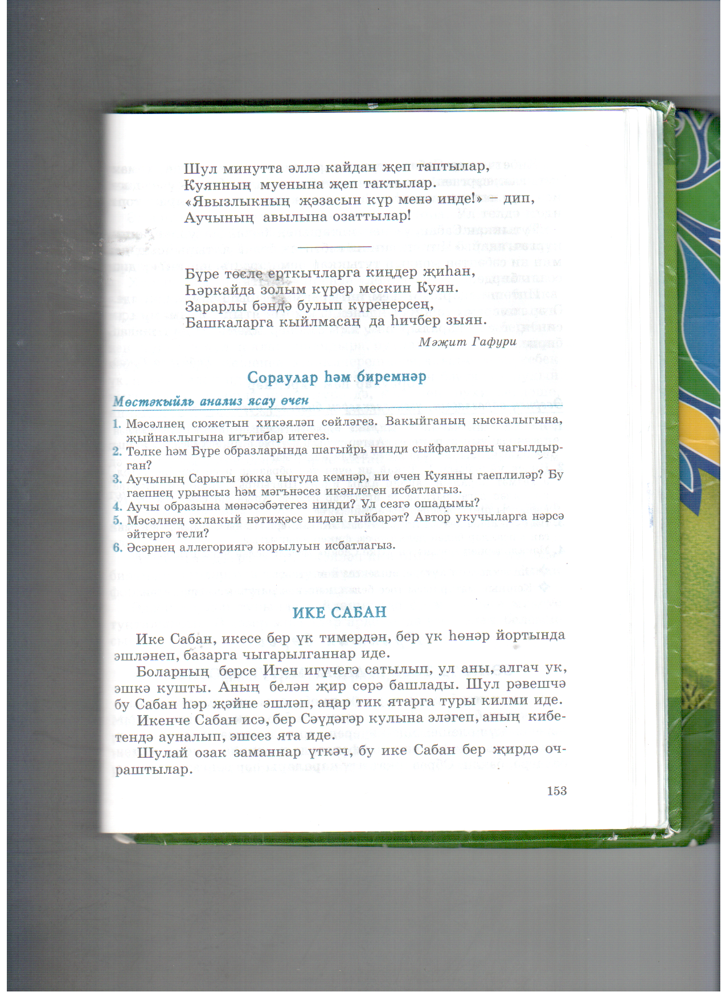 Шул минутта әллә кайдан җеп таптылар,
Куянның муенына җеп тактылар.
«Явызлыкның җәзасын күр менә инде!» – дип,
Аучының авылына озаттылар!
Бүре төсле ерткычларга киңдер җиһан,
Һәркайда золым күрер мескин Куян.
Зарарлы бәндә булып күренерсең,
Башкаларга кыйлмасаң да һичбер зыян.
Мәҗит Гафури
Сораулар һәм биремнәр
Мөстәкыйль анализ ясау өчен
1. Мәсәлнең сюжетын хикәяләп сөйләгез. Вакыйганың кыскалыгына,
җыйнаклыгына игътибар итегез.
2. Төлке һәм Бүре образларында шагыйрь нинди сыйфатларны чагылдыр-
ган?
3. Аучының Сарыгы юкка чыгуда кемнәр, ни өчен Куянны гаеплиләр? Бу
гаепнең урынсыз һәм мәгънәсез икәнлеген исбатлагыз.
4. Аучы образына мөнәсәбәтегез нинди? Ул сезгә ошадымы?
5. Мәсәлнең әхлакый нәтиҗәсе нидән гыйбарәт? Автор укучыларга нәрсә
әйтергә тели?
6. Әсәрнең аллегориягә корылуын исбатлагыз.
ИКЕ САБАН
Ике Сабан, икесе бер үк тимердән, бер үк һөнәр йортында
эшләнеп, базарга чыгарылганнар иде.
Боларның берсе Иген игүчегә сатылып, ул аны, алгач ук,
эшкә кушты. Аның белән җир сөрә башлады. Шул рәвешчә
бу Сабан һәр җәйне эшләп, аңар тик ятарга туры килми иде.
Икенче Сабан исә, бер Сәүдәгәр кулына эләгеп, аның кибе-
тендә ауналып, эшсез ята иде.
Шулай озак заманнар үткәч, бу ике Сабан бер җирдә оч-
раштылар.
153